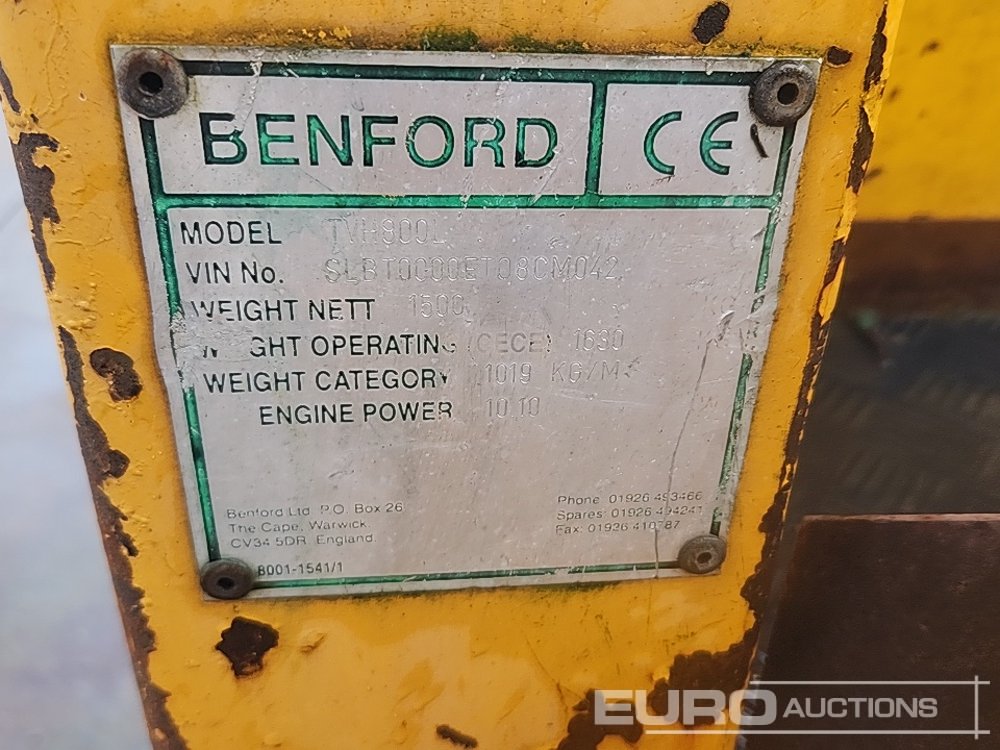 BENFORD CE
MODEL TVH800L
VIN No. SLBT0000ET08CM042
WEIGHT NETT 1500
WEIGHT OPERATING (CECE) 1630
WEIGHT CATEGORY 1019 KG/M
ENGINE POWER 10.10
Benford Ltd. P.O. Box 26
The Cape, Warwick.
CV34 5DR, England.
8001-1541/1
Phone: 01926 493466
Spares: 01926 494241
Fax: 01926 410787
EURO AUCTIONS